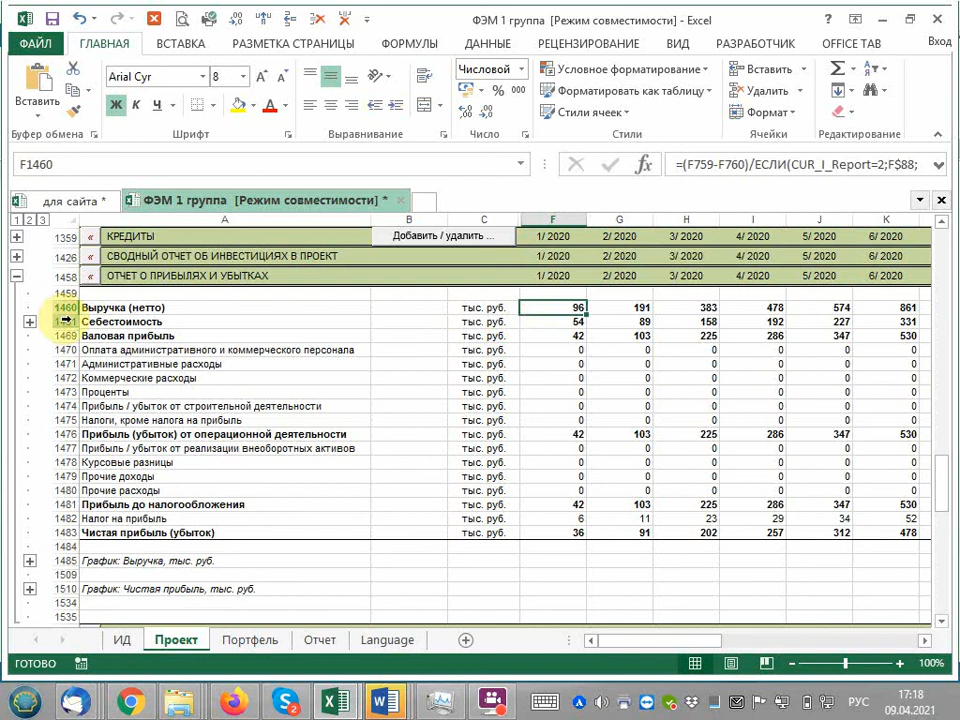 ФЭМ 1 группа [Режим совместимости] - Excel
ФАЙЛ ГЛАВНАЯ ВСТАВКА РАЗМЕТКА СТРАНИЦЫ ФОРМУЛЫ ДАННЫЕ РЕЦЕНЗИРОВАНИЕ ВИД РАЗРАБОТЧИК OFFICE TAB Вход
Arial Cyr 8 Числовой Условное форматирование Вставить
Вставить Форматировать как таблицу Удалить
Ж К Ч Стили ячеек Формат
Буфер обмена Шрифт Выравнивание Число Стили Ячейки Редактирование
F1460 =(F759-F760)/ЕСЛИ(CUR_I_Report=2;F$88;
для сайта * ФЭМ 1 группа [Режим совместимости] *
1 2 3 A B C F G H I J K
1359 « КРЕДИТЫ Добавить / удалить ... 1/ 2020 2/ 2020 3/ 2020 4/ 2020 5/ 2020 6/ 2020
1426 « СВОДНЫЙ ОТЧЕТ ОБ ИНВЕСТИЦИЯХ В ПРОЕКТ 1/ 2020 2/ 2020 3/ 2020 4/ 2020 5/ 2020 6/ 2020
1458 « ОТЧЕТ О ПРИБЫЛЯХ И УБЫТКАХ 1/ 2020 2/ 2020 3/ 2020 4/ 2020 5/ 2020 6/ 2020
1459
1460 Выручка (нетто) тыс. руб. 96 191 383 478 574 861
Себестоимость тыс. руб. 54 89 158 192 227 331
1469 Валовая прибыль тыс. руб. 42 103 225 286 347 530
1470 Оплата административного и коммерческого персонала тыс. руб. 0 0 0 0 0 0
1471 Административные расходы тыс. руб. 0 0 0 0 0 0
1472 Коммерческие расходы тыс. руб. 0 0 0 0 0 0
1473 Проценты тыс. руб. 0 0 0 0 0 0
1474 Прибыль / убыток от строительной деятельности тыс. руб. 0 0 0 0 0 0
1475 Налоги, кроме налога на прибыль тыс. руб. 0 0 0 0 0 0
1476 Прибыль (убыток) от операционной деятельности тыс. руб. 42 103 225 286 347 530
1477 Прибыль / убыток от реализации внеоборотных активов тыс. руб. 0 0 0 0 0 0
1478 Курсовые разницы тыс. руб. 0 0 0 0 0 0
1479 Прочие доходы тыс. руб. 0 0 0 0 0 0
1480 Прочие расходы тыс. руб. 0 0 0 0 0 0
1481 Прибыль до налогообложения тыс. руб. 42 103 225 286 347 530
1482 Налог на прибыль тыс. руб. 6 11 23 29 34 52
1483 Чистая прибыль (убыток) тыс. руб. 36 91 202 257 312 478
1484
1485 График: Выручка, тыс. руб.
1509
1510 График: Чистая прибыль, тыс. руб.
1534
1535
ИД Проект Портфель Отчет Language
ГОТОВО 100%
РУС 17:18
09.04.2021